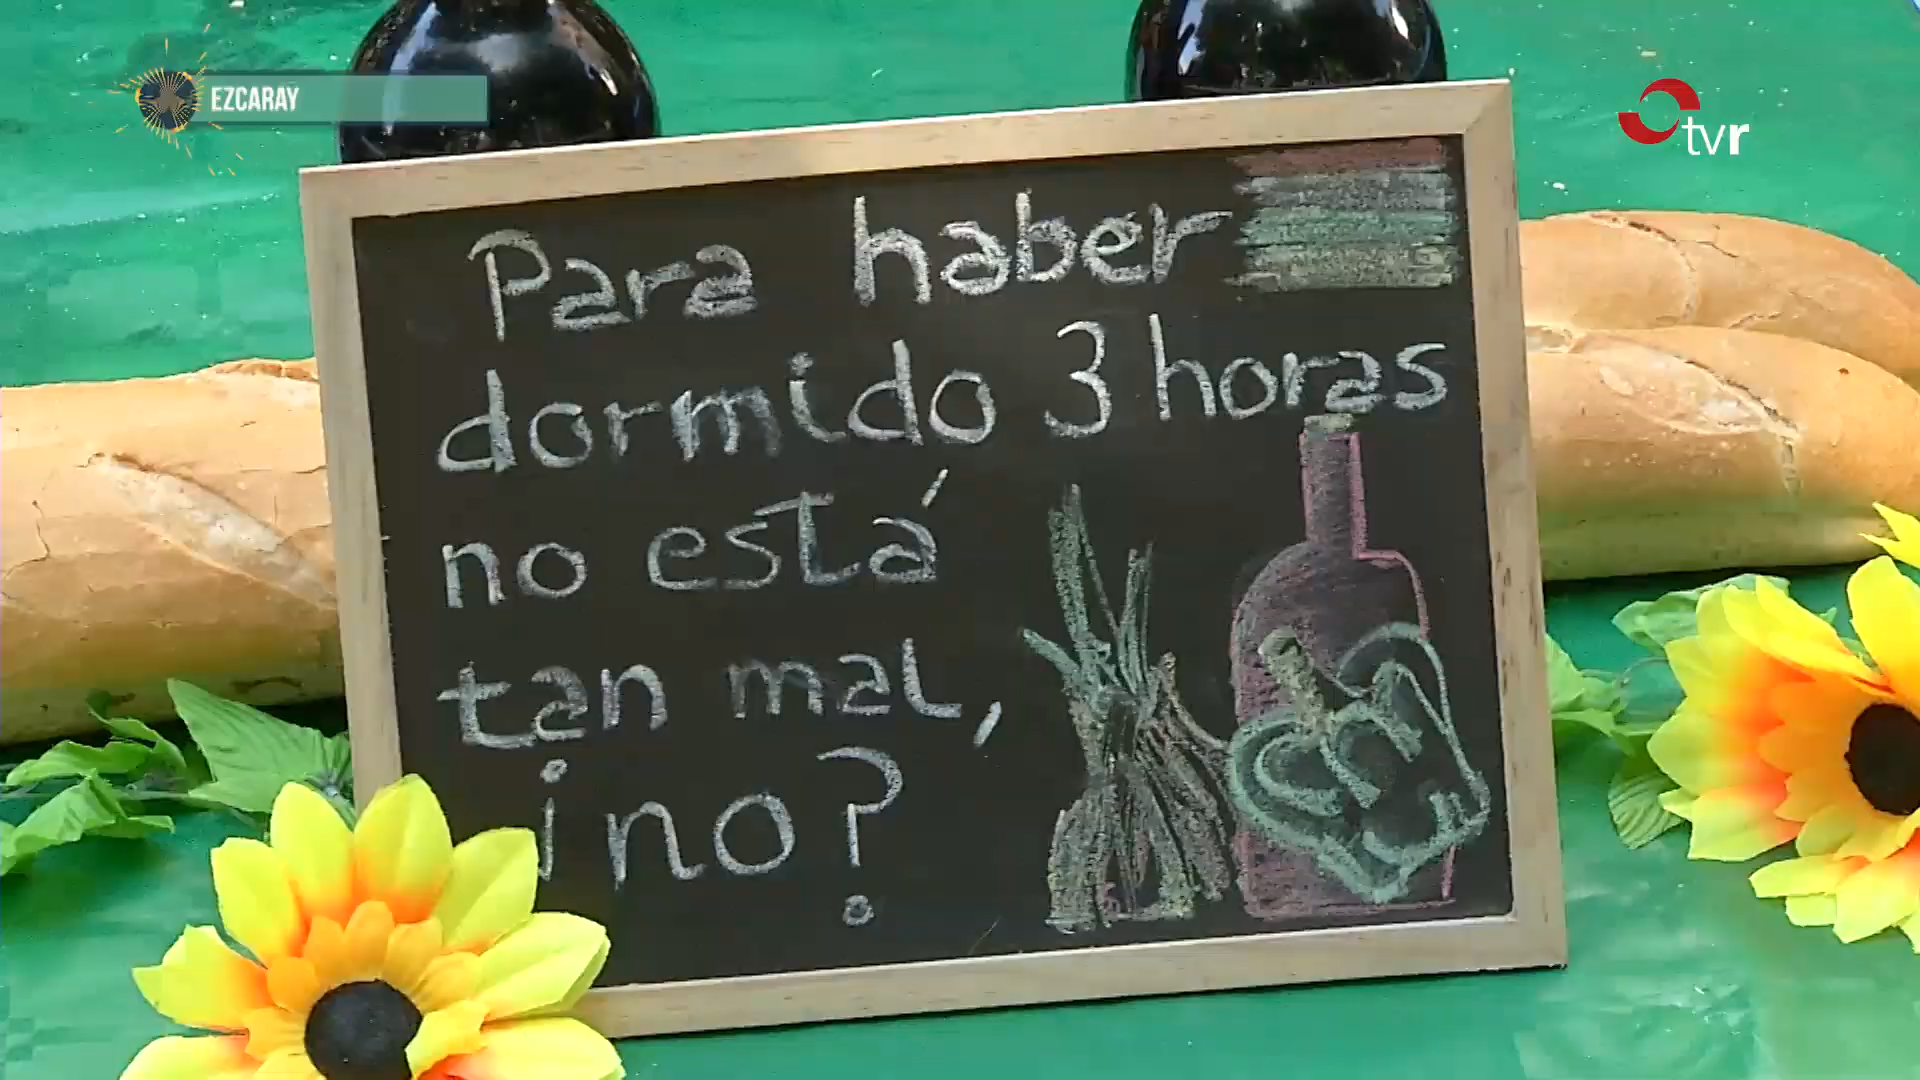 EZCARAY
tvr
Para haber
dormido 3 horas
no está
tan mal,
¿no?